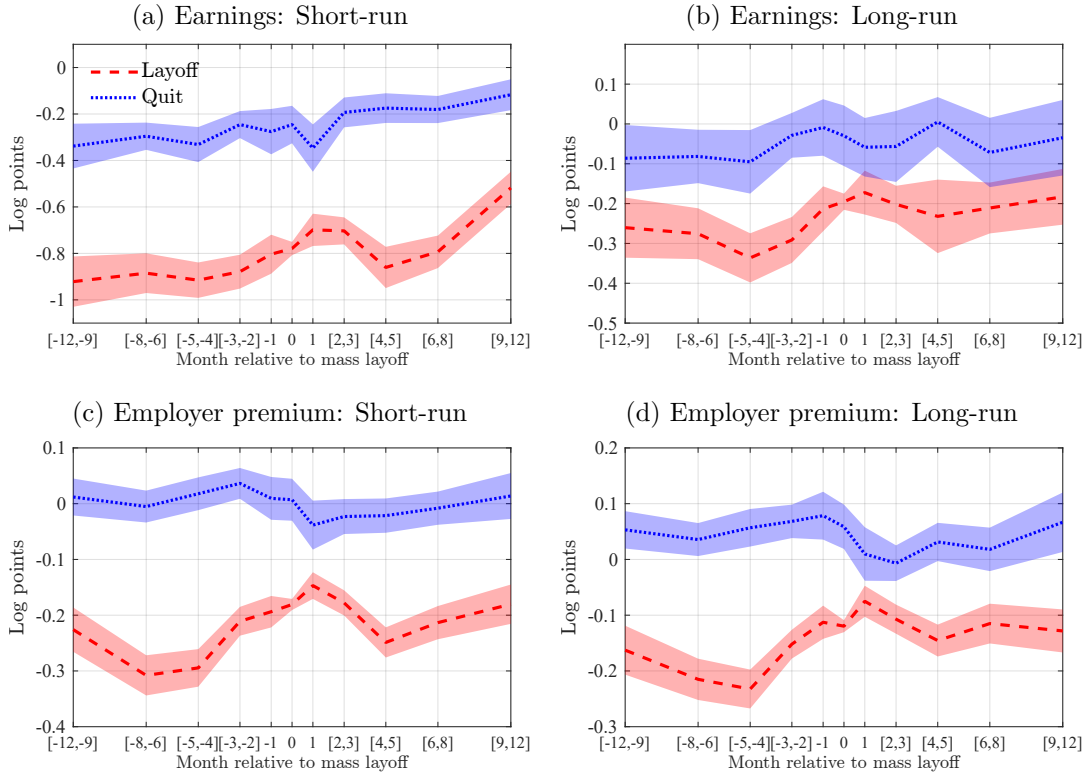 (a) Earnings: Short-run
0
-0.2
-0.4
-0.6
-0.8
-1
Log points
Layoff
Quit
[-12,-9] [-8,-6] [-5,-4] [-3,-2] -1 0 1 [2,3] [4,5] [6,8] [9,12]
Month relative to mass layoff
(b) Earnings: Long-run
0.1
0
-0.1
-0.2
-0.3
-0.4
-0.5
Log points
[-12,-9] [-8,-6] [-5,-4] [-3,-2] -1 0 1 [2,3] [4,5] [6,8] [9,12]
Month relative to mass layoff
(c) Employer premium: Short-run
0.1
0
-0.1
-0.2
-0.3
-0.4
Log points
[-12,-9] [-8,-6] [-5,-4] [-3,-2] -1 0 1 [2,3] [4,5] [6,8] [9,12]
Month relative to mass layoff
(d) Employer premium: Long-run
0.2
0.1
0
-0.1
-0.2
-0.3
Log points
[-12,-9] [-8,-6] [-5,-4] [-3,-2] -1 0 1 [2,3] [4,5] [6,8] [9,12]
Month relative to mass layoff